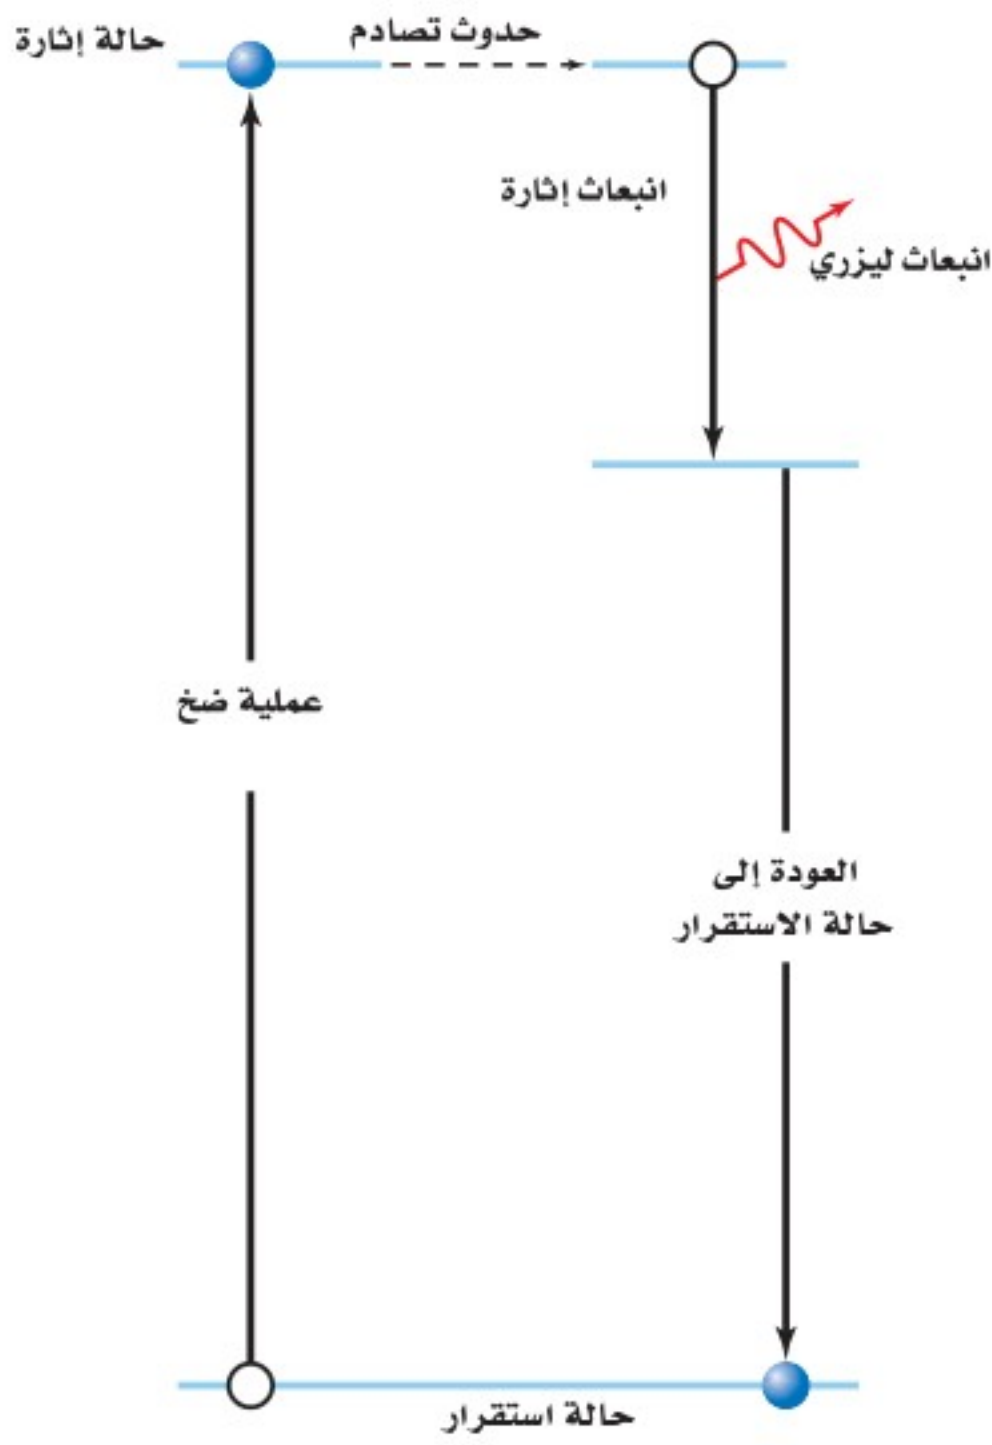 حدوث تصادم
حالة إثارة
انبعاث إثارة
انبعاث ليزري
عملية ضخ
العودة إلى
حالة الاستقرار
حالة استقرار